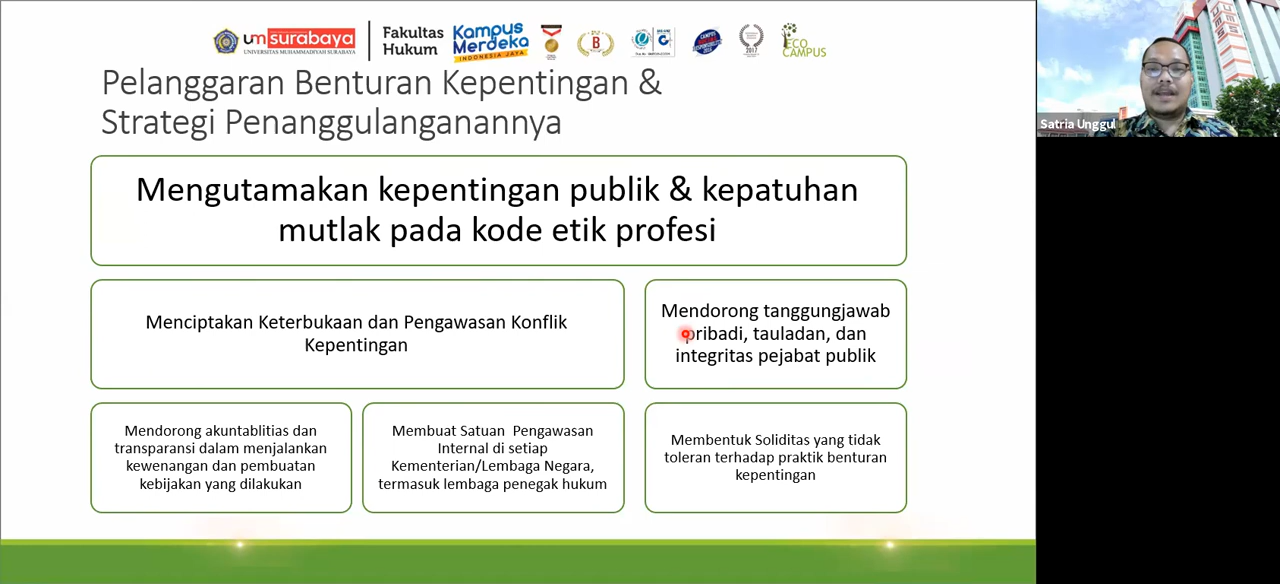 um surabaya
UNIVERSITAS MUHAMMADIYAH SURABAYA
Fakultas
Hukum
Kampus
Merdeka
INDONESIA JAYA
B
2017
ECO
CAMPUS
Pelanggaran Benturan Kepentingan &
Strategi Penanggulanganannya
Mengutamakan kepentingan publik & kepatuhan
mutlak pada kode etik profesi
Menciptakan Keterbukaan dan Pengawasan Konflik
Kepentingan
Mendorong tanggungjawab
pribadi, tauladan, dan
integritas pejabat publik
Mendorong akuntablitias dan
transparansi dalam menjalankan
kewenangan dan pembuatan
kebijakan yang dilakukan
Membuat Satuan Pengawasan
Internal di setiap
Kementerian/Lembaga Negara,
termasuk lembaga penegak hukum
Membentuk Soliditas yang tidak
toleran terhadap praktik benturan
kepentingan
Satria Unggul